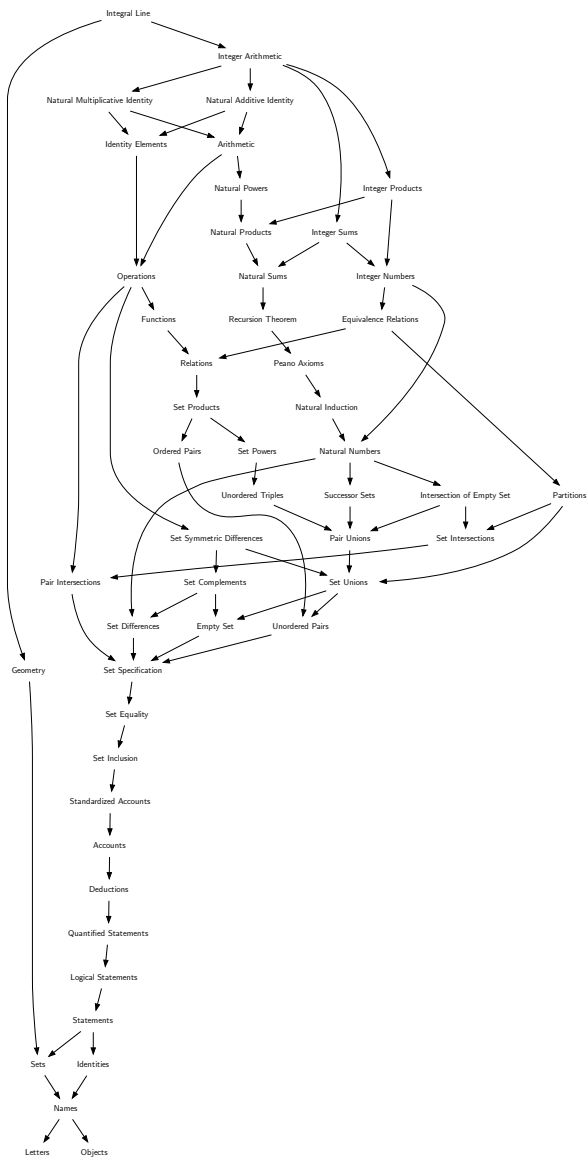 Integral Line
Integer Arithmetic
Natural Multiplicative Identity
Natural Additive Identity
Identity Elements
Arithmetic
Natural Powers
Integer Products
Natural Products
Integer Sums
Operations
Natural Sums
Integer Numbers
Functions
Recursion Theorem
Equivalence Relations
Relations
Peano Axioms
Set Products
Natural Induction
Ordered Pairs
Set Powers
Natural Numbers
Unordered Triples
Successor Sets
Intersection of Empty Set
Partitions
Set Symmetric Differences
Pair Unions
Set Intersections
Pair Intersections
Set Complements
Set Unions
Set Differences
Empty Set
Unordered Pairs
Geometry
Set Specification
Set Equality
Set Inclusion
Standardized Accounts
Accounts
Deductions
Quantified Statements
Logical Statements
Statements
Sets
Identities
Names
Letters
Objects